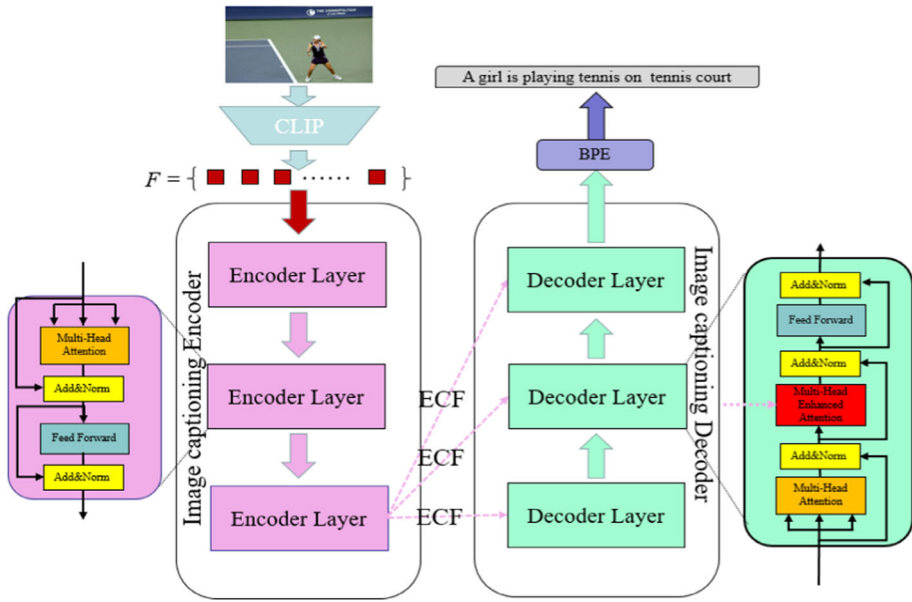 THE COSMOPOLITAN
CLIP
F = { ...... }
A girl is playing tennis on tennis court
BPE
Image captioning Encoder
Encoder Layer
Encoder Layer
Encoder Layer
Multi-Head
Attention
Add&Norm
Feed Forward
Add&Norm
ECF
ECF
ECF
Image captioning Decoder
Decoder Layer
Decoder Layer
Decoder Layer
Add&Norm
Feed Forward
Add&Norm
Multi-Head
Enhanced
Attention
Add&Norm
Multi-Head
Attention